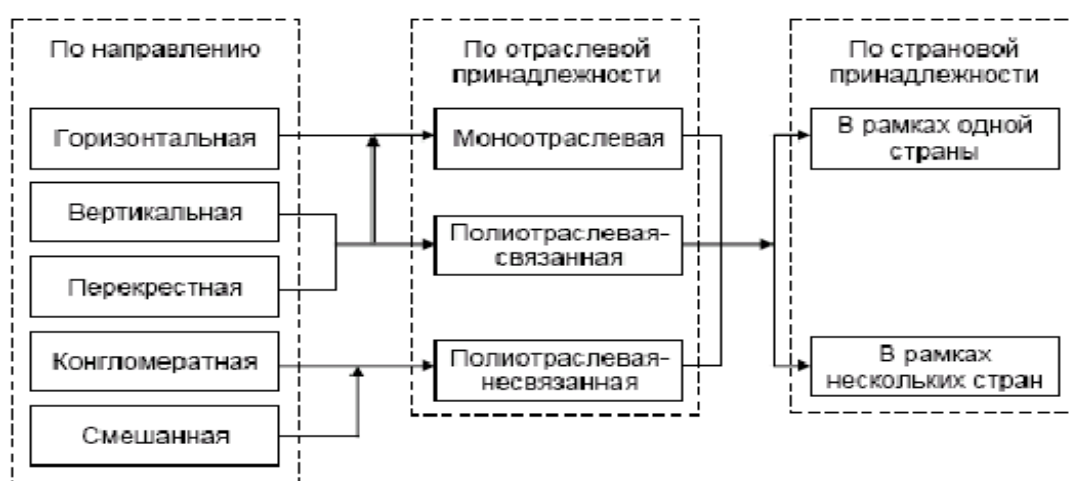 По направлению
Горизонтальная
Вертикальная
Перекрестная
Конгломератная
Смешанная
По отраслевой
принадлежности
Моноотраслевая
Полиотраслевая-
связанная
Полиотраслевая-
несвязанная
По страновой
принадлежности
В рамках одной
страны
В рамках
нескольких стран